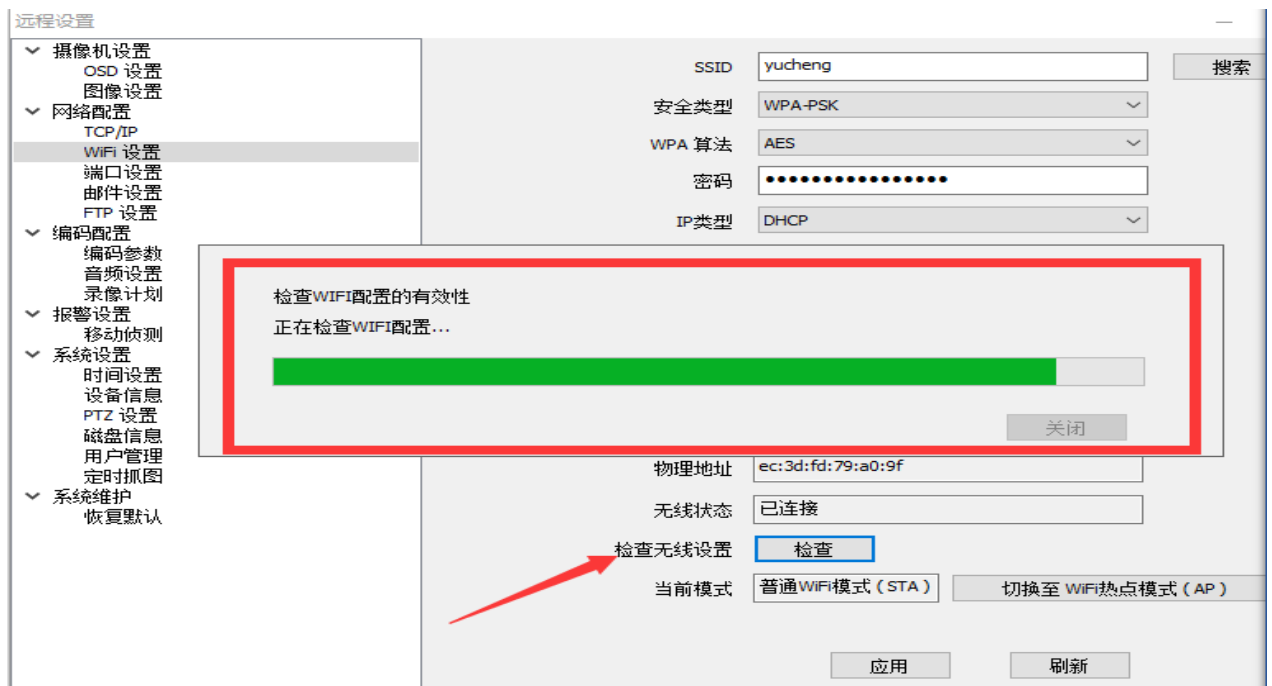 远程设置
摄像机设置
OSD 设置
图像设置
网络配置
TCP/IP
WiFi 设置
端口设置
邮件设置
FTP 设置
编码配置
编码参数
音频设置
录像计划
报警设置
移动侦测
系统设置
时间设置
设备信息
PTZ 设置
磁盘信息
用户管理
定时抓图
系统维护
恢复默认
SSID yucheng 搜索
安全类型 WPA-PSK
WPA 算法 AES
密码 ••••••••••••••••
IP类型 DHCP
检查WIFI配置的有效性
正在检查WIFI配置...
关闭
物理地址 ec:3d:fd:79:a0:9f
无线状态 已连接
检查无线设置 检查
当前模式 普通WiFi模式（STA） 切换至 WiFi热点模式（AP）
应用 刷新